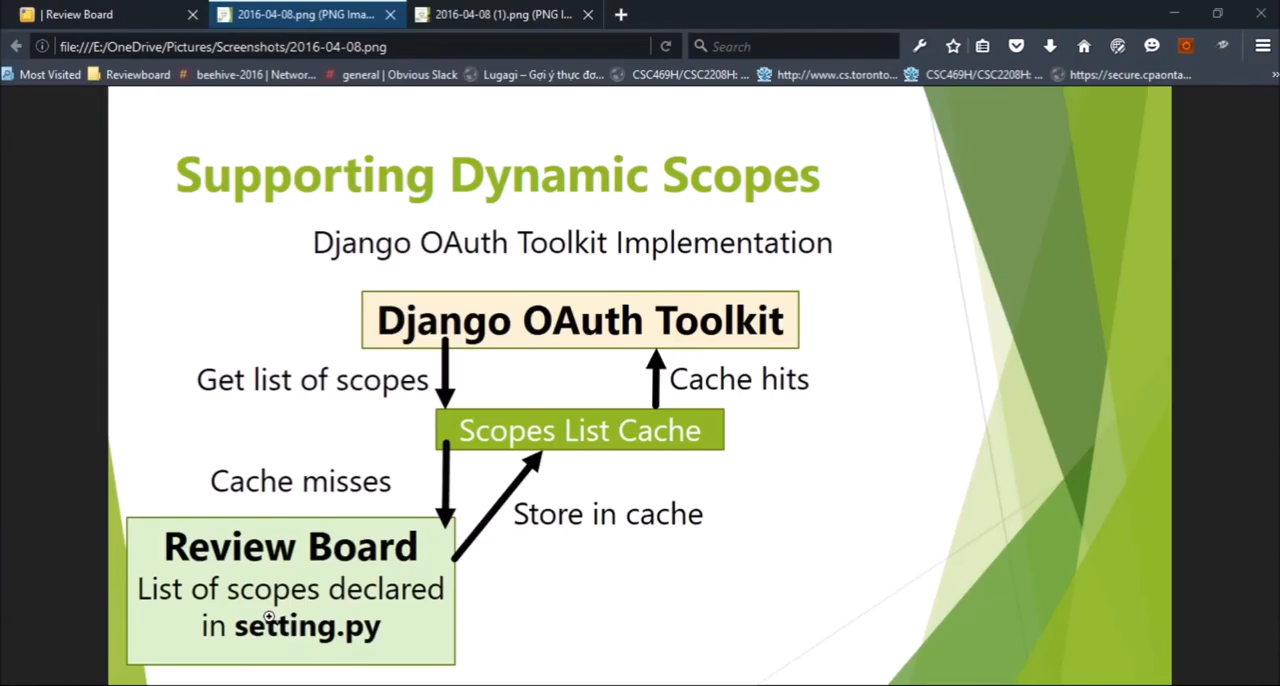 | Review Board
2016-04-08.png (PNG Ima...
2016-04-08 (1).png (PNG I...
file:///E:/OneDrive/Pictures/Screenshots/2016-04-08.png
Search
Most Visited
Reviewboard
# beehive-2016 | Networ...
# general | Obvious Slack
Lugagi – Gợi ý thực đơ...
CSC469H/CSC2208H: ...
http://www.cs.toronto...
CSC469H/CSC2208H: ...
https://secure.cpaonta...
Supporting Dynamic Scopes
Django OAuth Toolkit Implementation
Django OAuth Toolkit
Get list of scopes
Cache hits
Scopes List Cache
Cache misses
Store in cache
Review Board
List of scopes declared
in setting.py